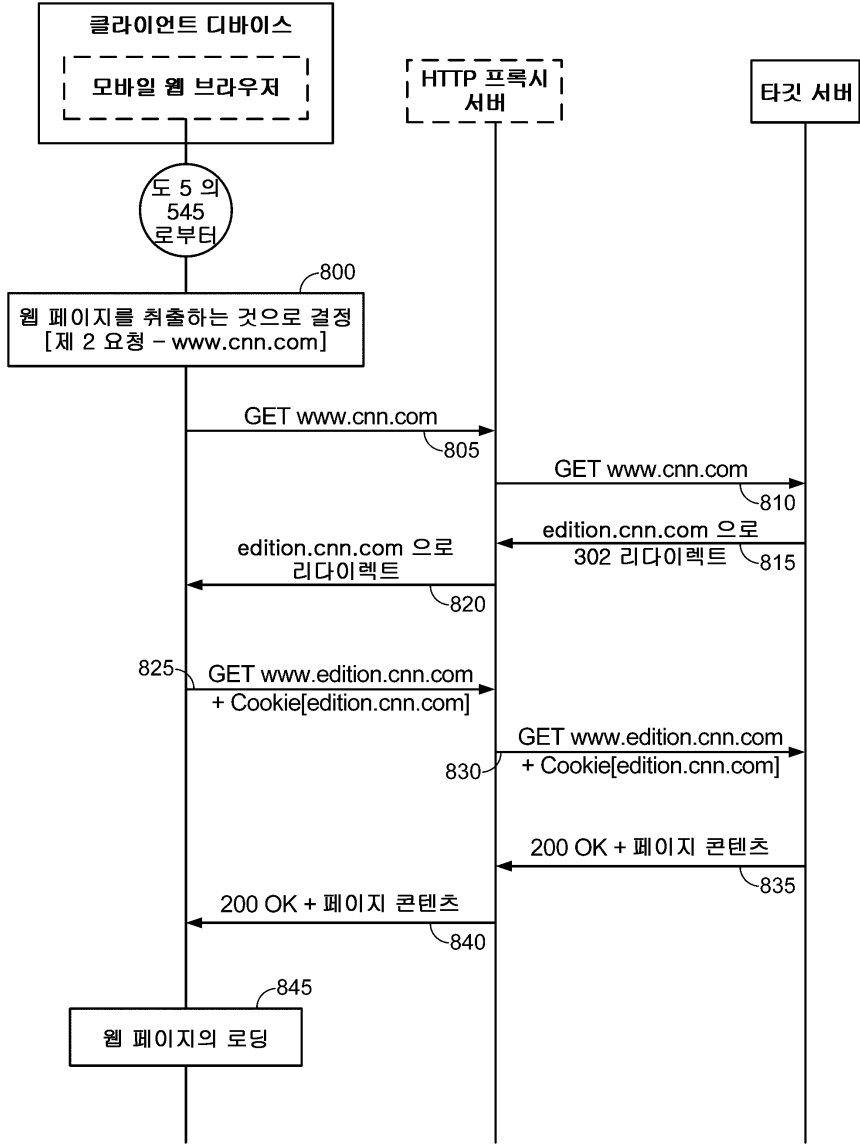 클라이언트 디바이스
모바일 웹 브라우저
HTTP 프록시
서버
타깃 서버
도 5 의
545
로부터
800
웹 페이지를 취출하는 것으로 결정
[제 2 요청 – www.cnn.com]
GET www.cnn.com
805
GET www.cnn.com
810
edition.cnn.com 으로
302 리다이렉트
815
edition.cnn.com 으로
리다이렉트
820
825
GET www.edition.cnn.com
+ Cookie[edition.cnn.com]
GET www.edition.cnn.com
+ Cookie[edition.cnn.com]
830
200 OK + 페이지 콘텐츠
835
200 OK + 페이지 콘텐츠
840
845
웹 페이지의 로딩